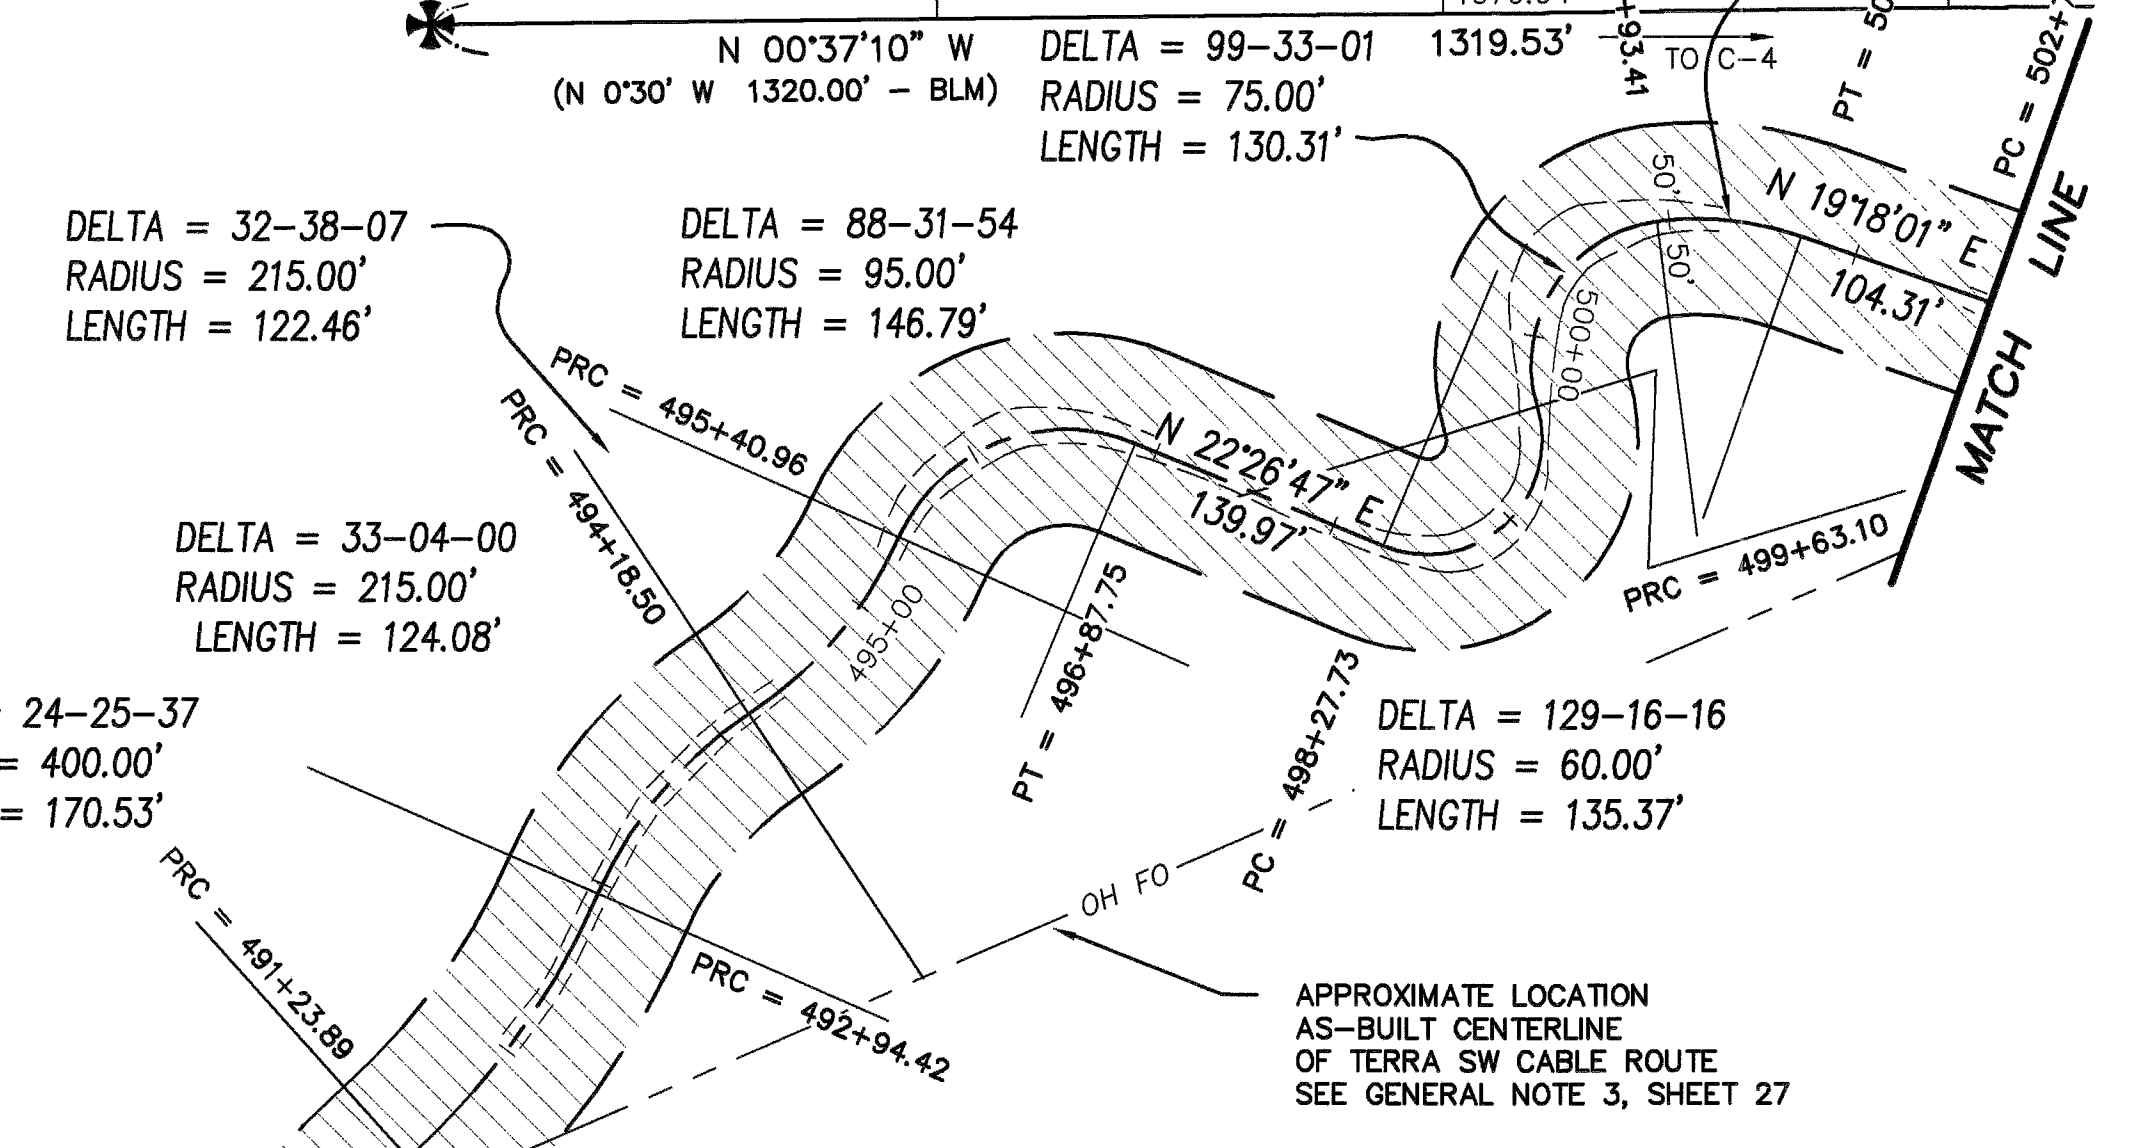 N 00°37'10" W
(N 0°30' W 1320.00' - BLM)
DELTA = 99-33-01
RADIUS = 75.00'
LENGTH = 130.31'
1319.53'
TO C-4
+93.41
PT = 50
PC = 502+
MATCH LINE
N 19°18'01" E
104.31'
50'
50'
500+00
DELTA = 32-38-07
RADIUS = 215.00'
LENGTH = 122.46'
DELTA = 88-31-54
RADIUS = 95.00'
LENGTH = 146.79'
PRC = 495+40.96
PRC = 494+18.50
N 22°26'47" E
139.97'
PRC = 499+63.10
DELTA = 33-04-00
RADIUS = 215.00'
LENGTH = 124.08'
495+00
PT = 496+87.75
PC = 498+27.73
24-25-37
= 400.00'
= 170.53'
DELTA = 129-16-16
RADIUS = 60.00'
LENGTH = 135.37'
PRC = 491+23.89
PRC = 492+94.42
OH FO
APPROXIMATE LOCATION
AS-BUILT CENTERLINE
OF TERRA SW CABLE ROUTE
SEE GENERAL NOTE 3, SHEET 27